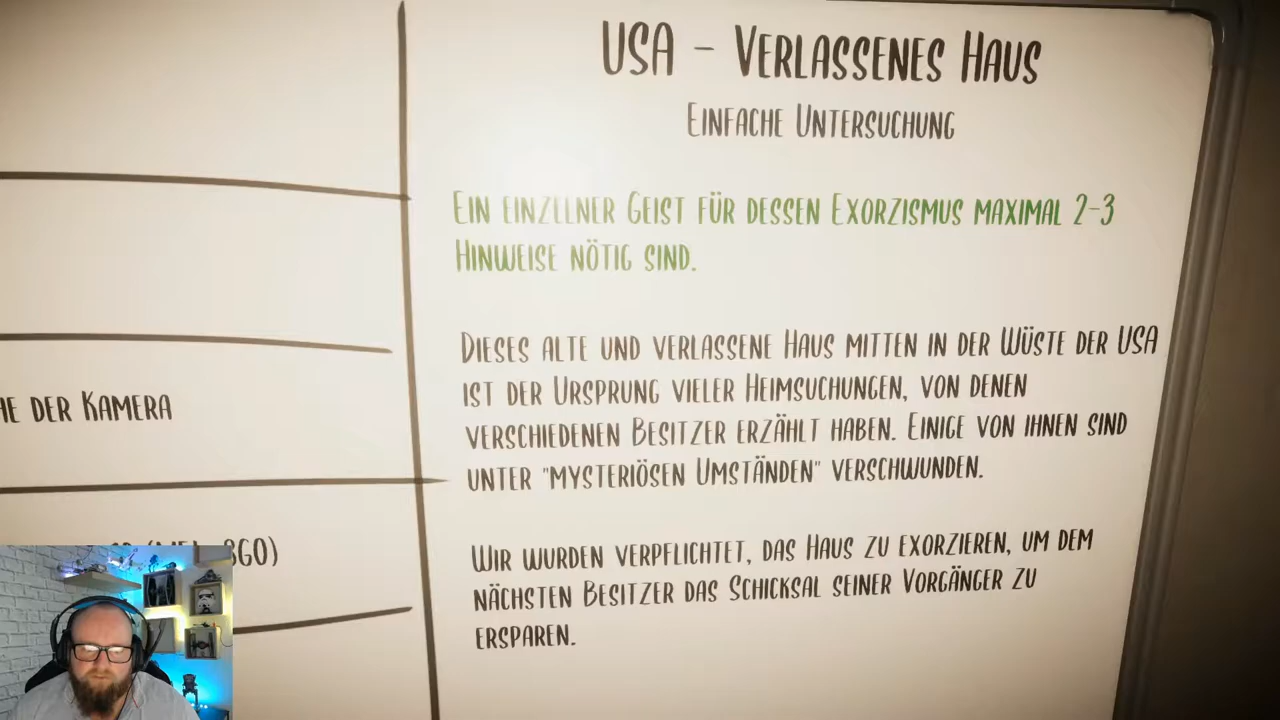 USA - Verlassenes Haus
Einfache Untersuchung
Ein einzelner Geist für dessen Exorzismus maximal 2-3
Hinweise nötig sind.
Dieses alte und verlassene Haus mitten in der Wüste der USA
ist der Ursprung vieler Heimsuchungen, von denen
verschiedenen Besitzer erzählt haben. Einige von ihnen sind
unter "mysteriösen Umständen" verschwunden.
Wir wurden verpflichtet, das Haus zu exorzieren, um dem
nächsten Besitzer das Schicksal seiner Vorgänger zu
ersparen.
der Kamera